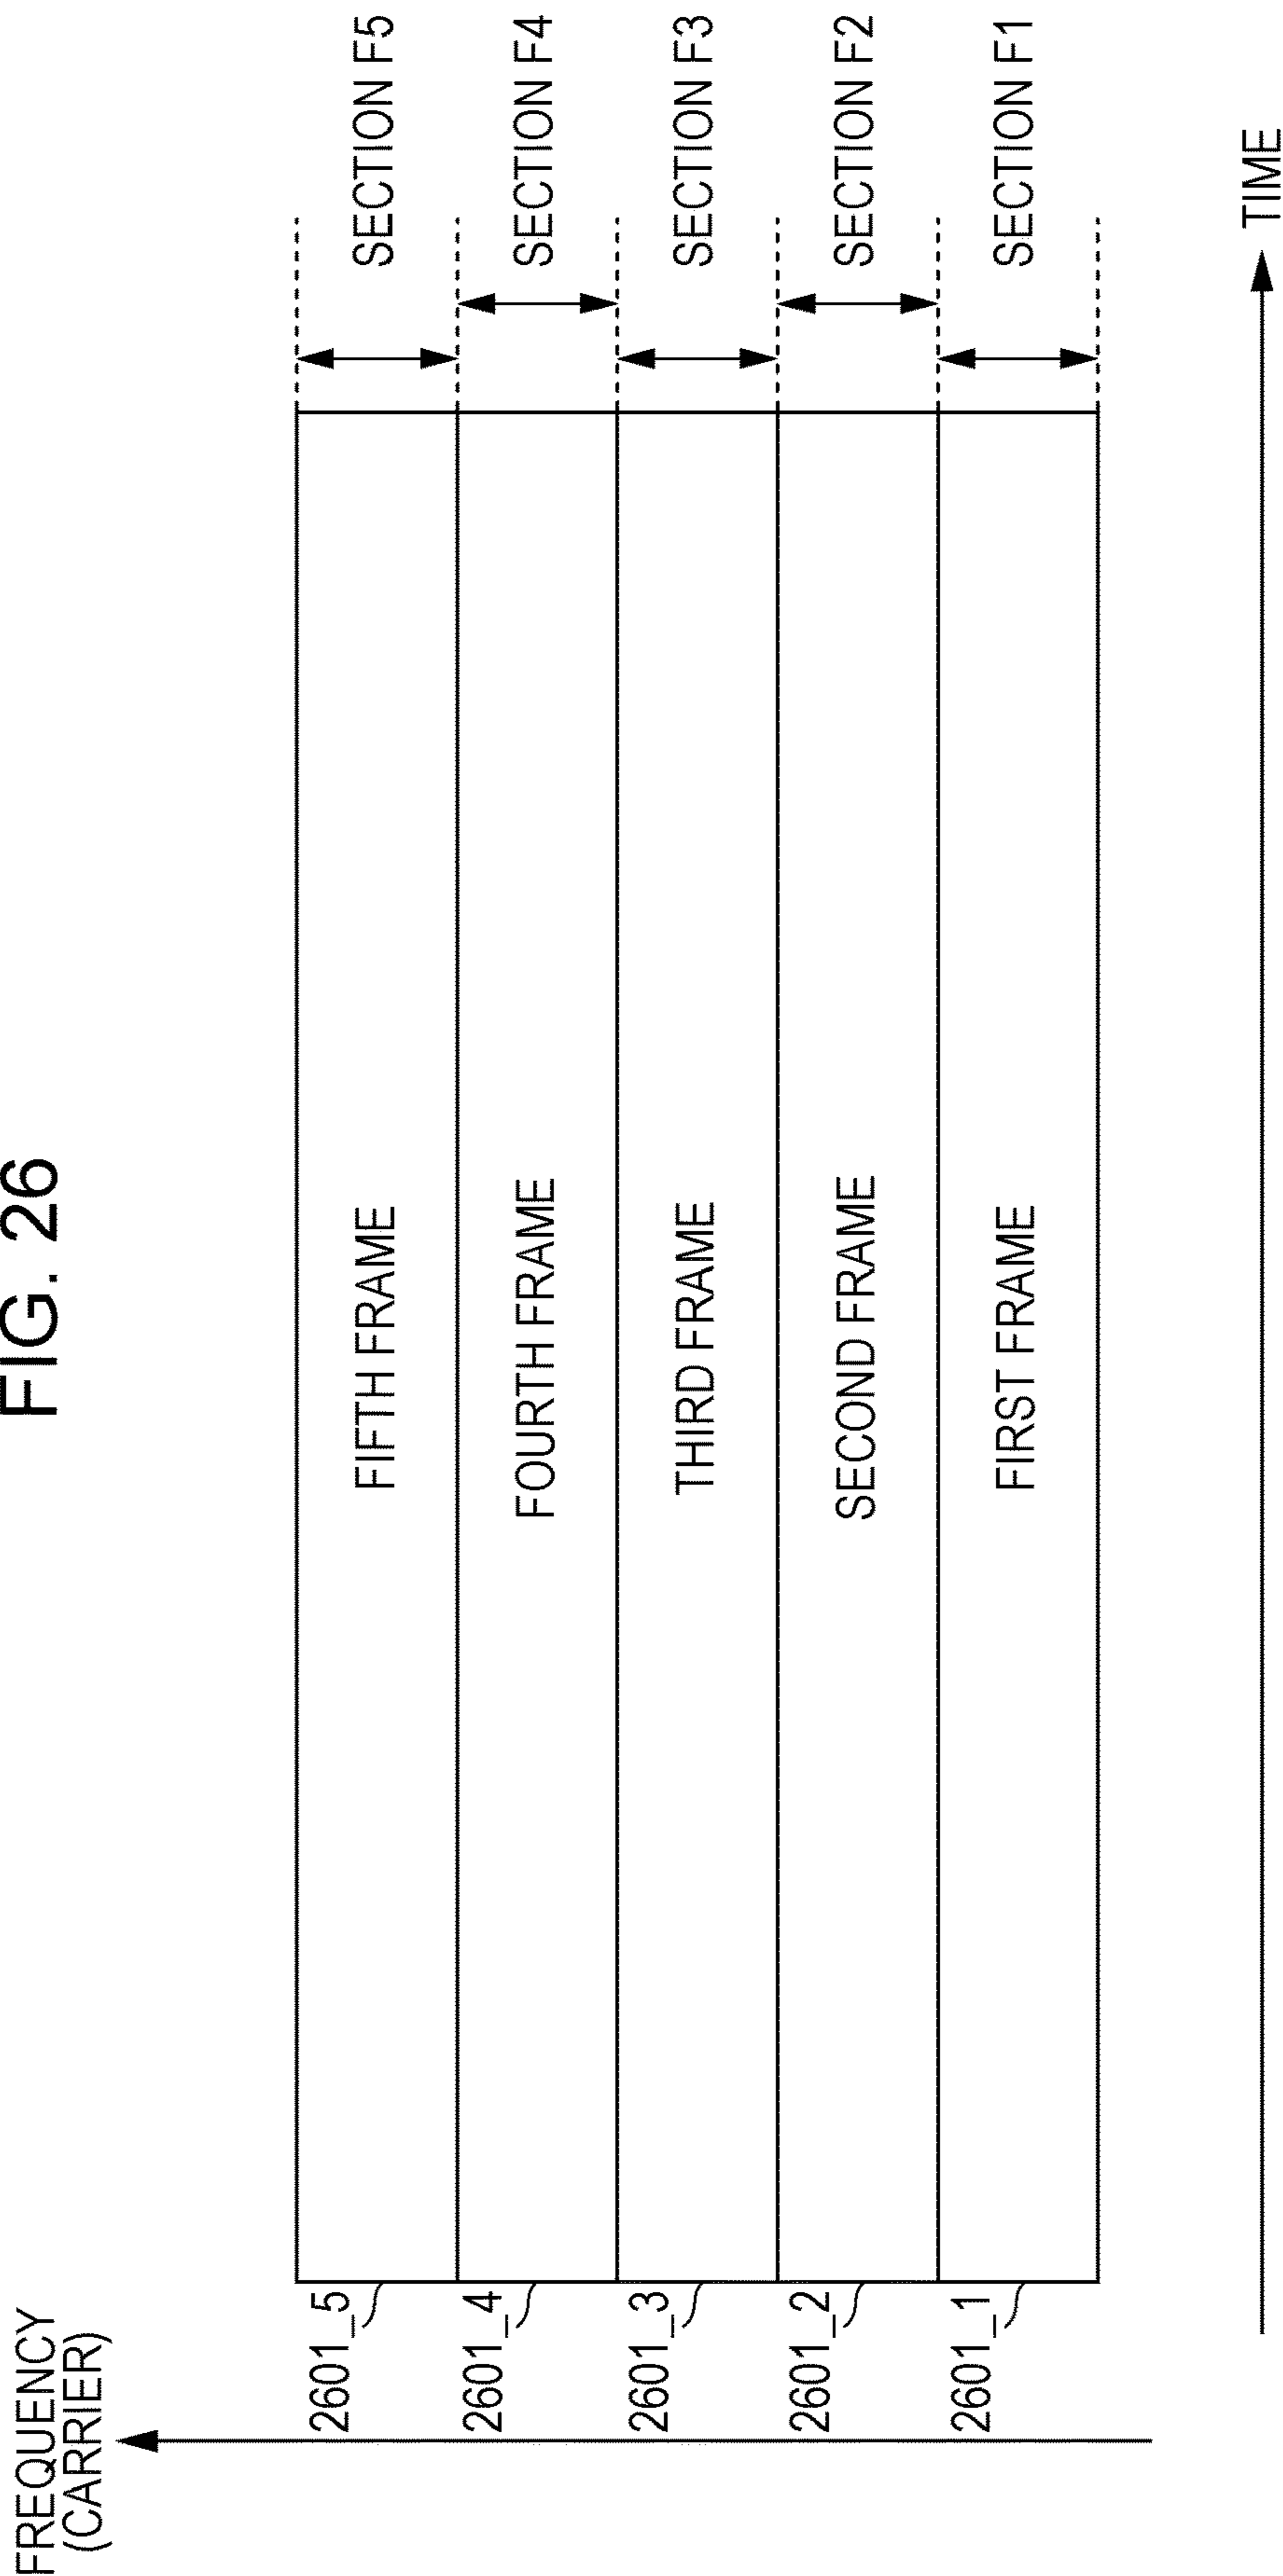 FIG. 26
FREQUENCY
(CARRIER)
2601_5
FIFTH FRAME
SECTION F5
2601_4
FOURTH FRAME
SECTION F4
2601_3
THIRD FRAME
SECTION F3
2601_2
SECOND FRAME
SECTION F2
2601_1
FIRST FRAME
SECTION F1
TIME